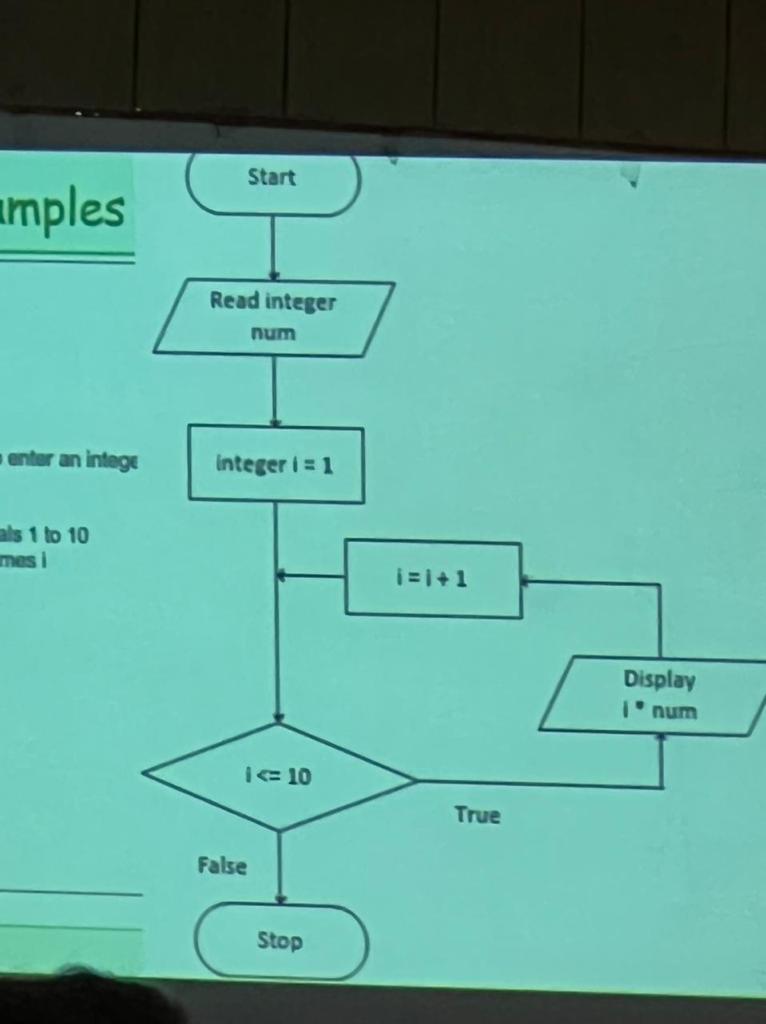 amples
enter an intege
als 1 to 10
mes i
Start
Read integer
num
integer i = 1
i = i + 1
Display
i * num
i <= 10
True
False
Stop